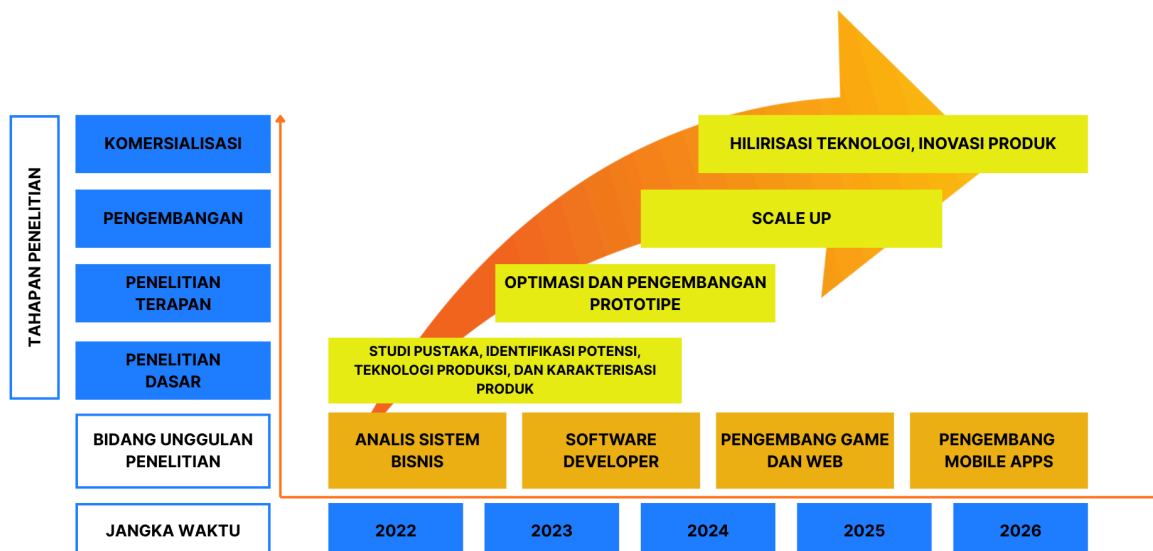 TAHAPAN PENELITIAN
KOMERSIALISASI
HILIRISASI TEKNOLOGI, INOVASI PRODUK
PENGEMBANGAN
SCALE UP
PENELITIAN
TERAPAN
OPTIMASI DAN PENGEMBANGAN
PROTOTIPE
PENELITIAN
DASAR
STUDI PUSTAKA, IDENTIFIKASI POTENSI,
TEKNOLOGI PRODUKSI, DAN KARAKTERISASI
PRODUK
BIDANG UNGGULAN
PENELITIAN
ANALIS SISTEM
BISNIS
SOFTWARE
DEVELOPER
PENGEMBANG GAME
DAN WEB
PENGEMBANG
MOBILE APPS
JANGKA WAKTU
2022
2023
2024
2025
2026